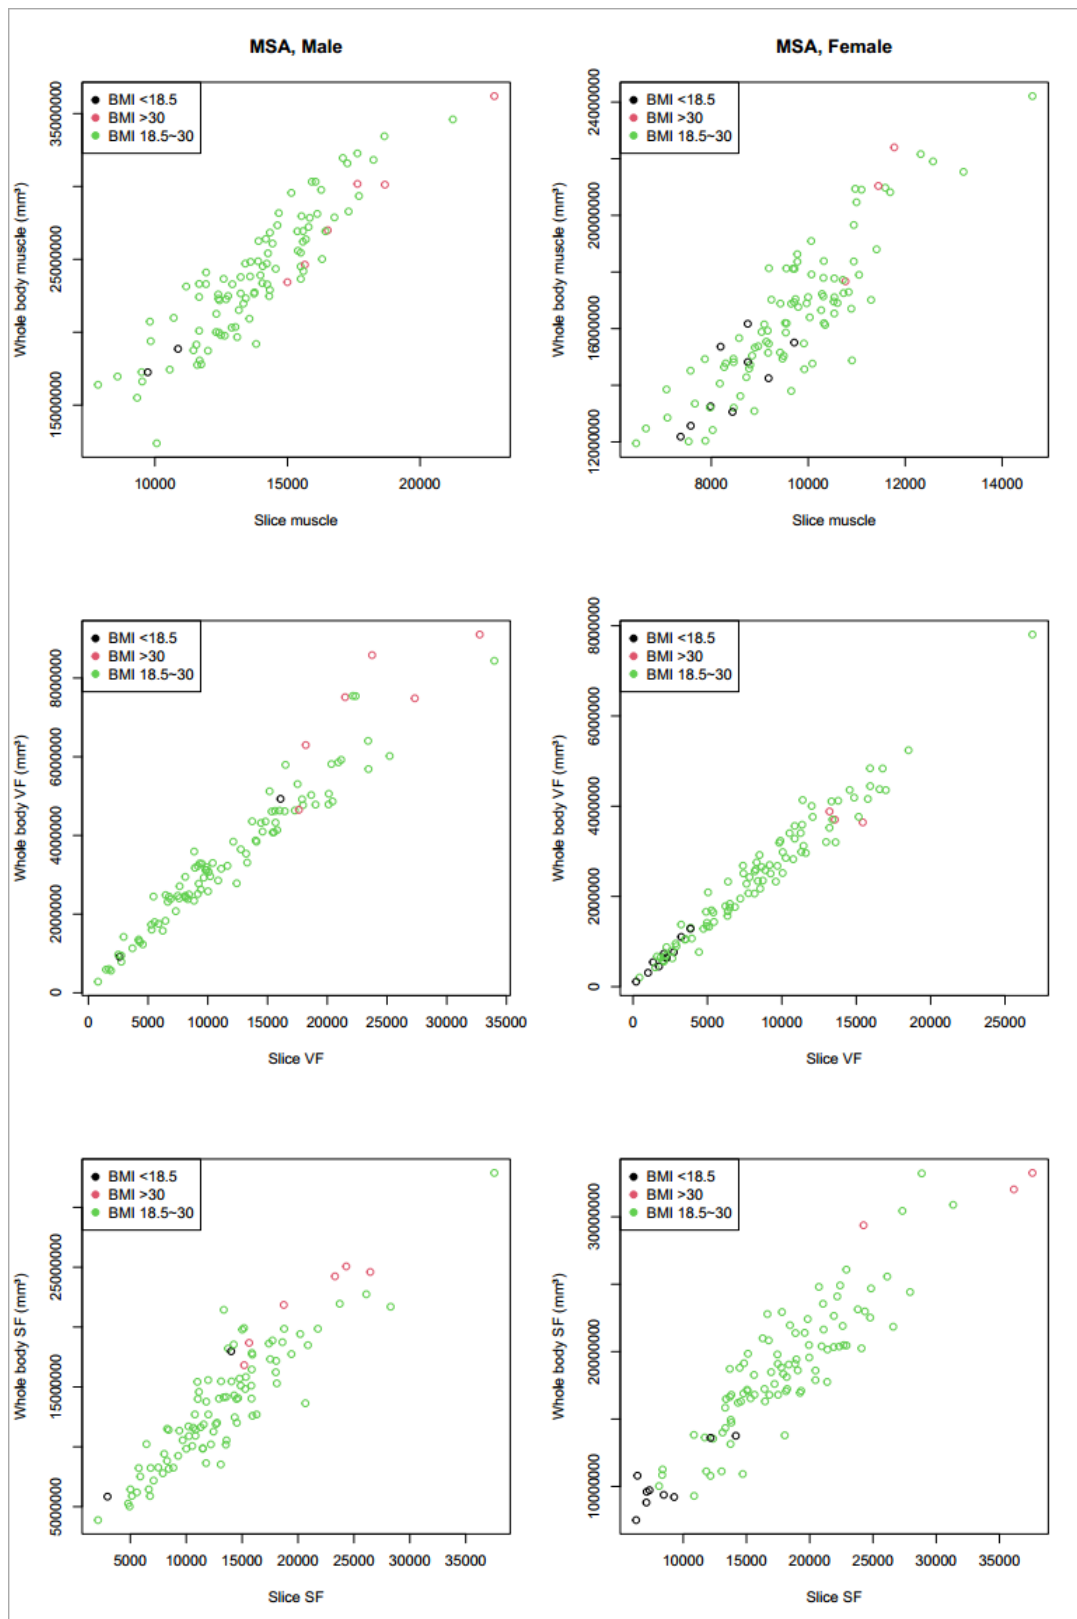 MSA, Male
BMI <18.5
BMI >30
BMI 18.5~30
Whole body muscle (mm³)
35000000
25000000
15000000
10000
15000
20000
Slice muscle
MSA, Female
BMI <18.5
BMI >30
BMI 18.5~30
Whole body muscle (mm³)
24000000
20000000
16000000
12000000
8000
10000
12000
14000
Slice muscle
BMI <18.5
BMI >30
BMI 18.5~30
Whole body VF (mm³)
8000000
6000000
4000000
2000000
0
0
5000
10000
15000
20000
25000
30000
35000
Slice VF
BMI <18.5
BMI >30
BMI 18.5~30
Whole body VF (mm³)
8000000
6000000
4000000
2000000
0
0
5000
10000
15000
20000
25000
Slice VF
BMI <18.5
BMI >30
BMI 18.5~30
Whole body SF (mm³)
25000000
15000000
5000000
5000
10000
15000
20000
25000
30000
35000
Slice SF
BMI <18.5
BMI >30
BMI 18.5~30
Whole body SF (mm³)
30000000
20000000
10000000
10000
15000
20000
25000
30000
35000
Slice SF